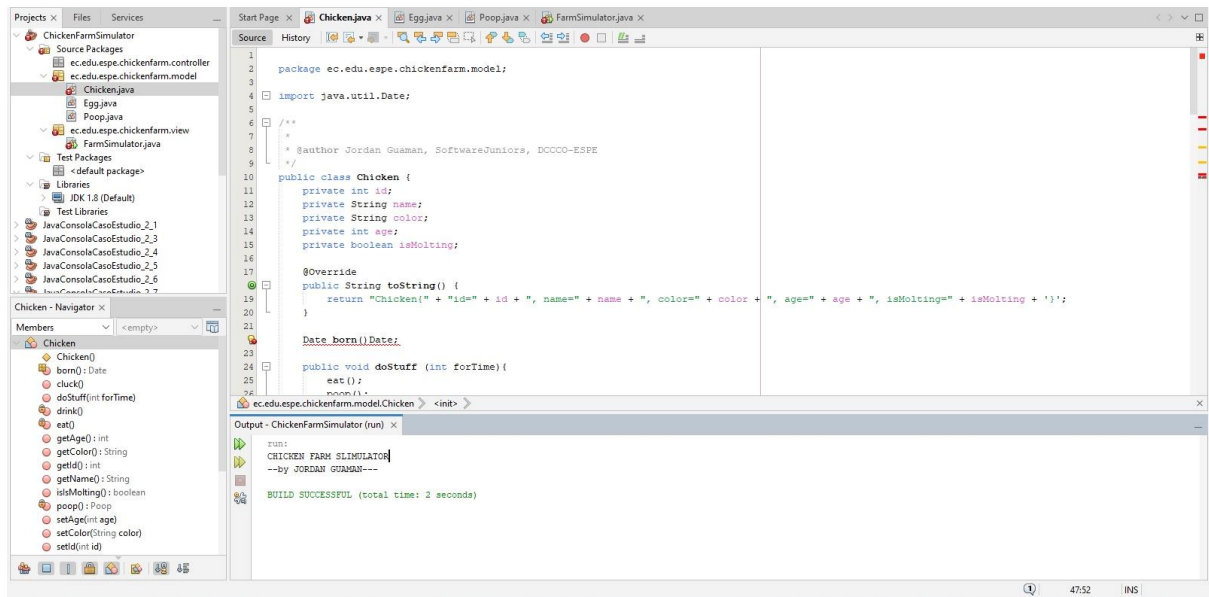 Projects × Files Services
ChickenFarmSimulator
Source Packages
ec.edu.espe.chickenfarm.controller
ec.edu.espe.chickenfarm.model
Chicken.java
Egg.java
Poop.java
ec.edu.espe.chickenfarm.view
FarmSimulator.java
Test Packages
<default package>
Libraries
JDK 1.8 (Default)
Test Libraries
JavaConsolaCasoEstudio_2_1
JavaConsolaCasoEstudio_2_3
JavaConsolaCasoEstudio_2_4
JavaConsolaCasoEstudio_2_5
JavaConsolaCasoEstudio_2_6
JavaConsolaCasoEstudio_2_7
Chicken - Navigator ×
Members <empty>
Chicken
Chicken()
born() : Date
cluck()
doStuff(int forTime)
drink()
eat()
getAge() : int
getColor() : String
getId() : int
getName() : String
isIsMolting() : boolean
poop() : Poop
setAge(int age)
setColor(String color)
setId(int id)
Start Page × Chicken.java × Egg.java × Poop.java × FarmSimulator.java ×
Source History
1
2 package ec.edu.espe.chickenfarm.model;
3
4 import java.util.Date;
5
6 /**
7 *
8 * @author Jordan Guaman, SoftwareJuniors, DCCCO-ESPE
9 */
10 public class Chicken {
11 private int id;
12 private String name;
13 private String color;
14 private int age;
15 private boolean isMolting;
16
17 @Override
public String toString() {
19 return "Chicken{" + "id=" + id + ", name=" + name + ", color=" + color + ", age=" + age + ", isMolting=" + isMolting + '}';
20 }
21
Date born()Date;
23
24 public void doStuff (int forTime){
25 eat();
26 poop();
ec.edu.espe.chickenfarm.model.Chicken <init>
Output - ChickenFarmSimulator (run) ×
run:
CHICKEN FARM SLIMULATOR
--by JORDAN GUAMAN---
BUILD SUCCESSFUL (total time: 2 seconds)
1 47:52 INS